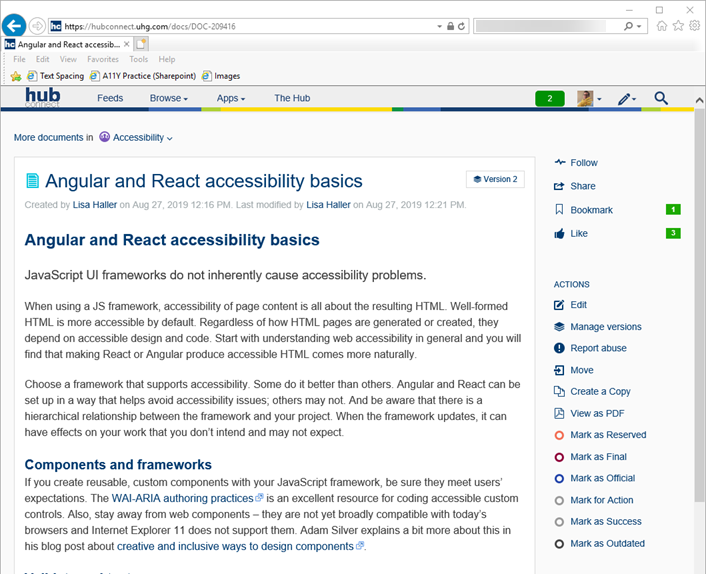 hc https://hubconnect.uhg.com/docs/DOC-209416
hc Angular and React accessib...
File Edit View Favorites Tools Help
Text Spacing A11Y Practice (Sharepoint) Images
hub
connect
Feeds Browse Apps The Hub 2
More documents in Accessibility
Angular and React accessibility basics
Version 2
Created by Lisa Haller on Aug 27, 2019 12:16 PM. Last modified by Lisa Haller on Aug 27, 2019 12:21 PM.
Angular and React accessibility basics
JavaScript UI frameworks do not inherently cause accessibility problems.
When using a JS framework, accessibility of page content is all about the resulting HTML. Well-formed
HTML is more accessible by default. Regardless of how HTML pages are generated or created, they
depend on accessible design and code. Start with understanding web accessibility in general and you will
find that making React or Angular produce accessible HTML comes more naturally.
Choose a framework that supports accessibility. Some do it better than others. Angular and React can be
set up in a way that helps avoid accessibility issues; others may not. And be aware that there is a
hierarchical relationship between the framework and your project. When the framework updates, it can
have effects on your work that you don’t intend and may not expect.
Components and frameworks
If you create reusable, custom components with your JavaScript framework, be sure they meet users’
expectations. The WAI-ARIA authoring practices is an excellent resource for coding accessible custom
controls. Also, stay away from web components – they are not yet broadly compatible with today’s
browsers and Internet Explorer 11 does not support them. Adam Silver explains a bit more about this in
his blog post about creative and inclusive ways to design components.
Follow
Share
Bookmark 1
Like 3
ACTIONS
Edit
Manage versions
Report abuse
Move
Create a Copy
View as PDF
Mark as Reserved
Mark as Final
Mark as Official
Mark for Action
Mark as Success
Mark as Outdated